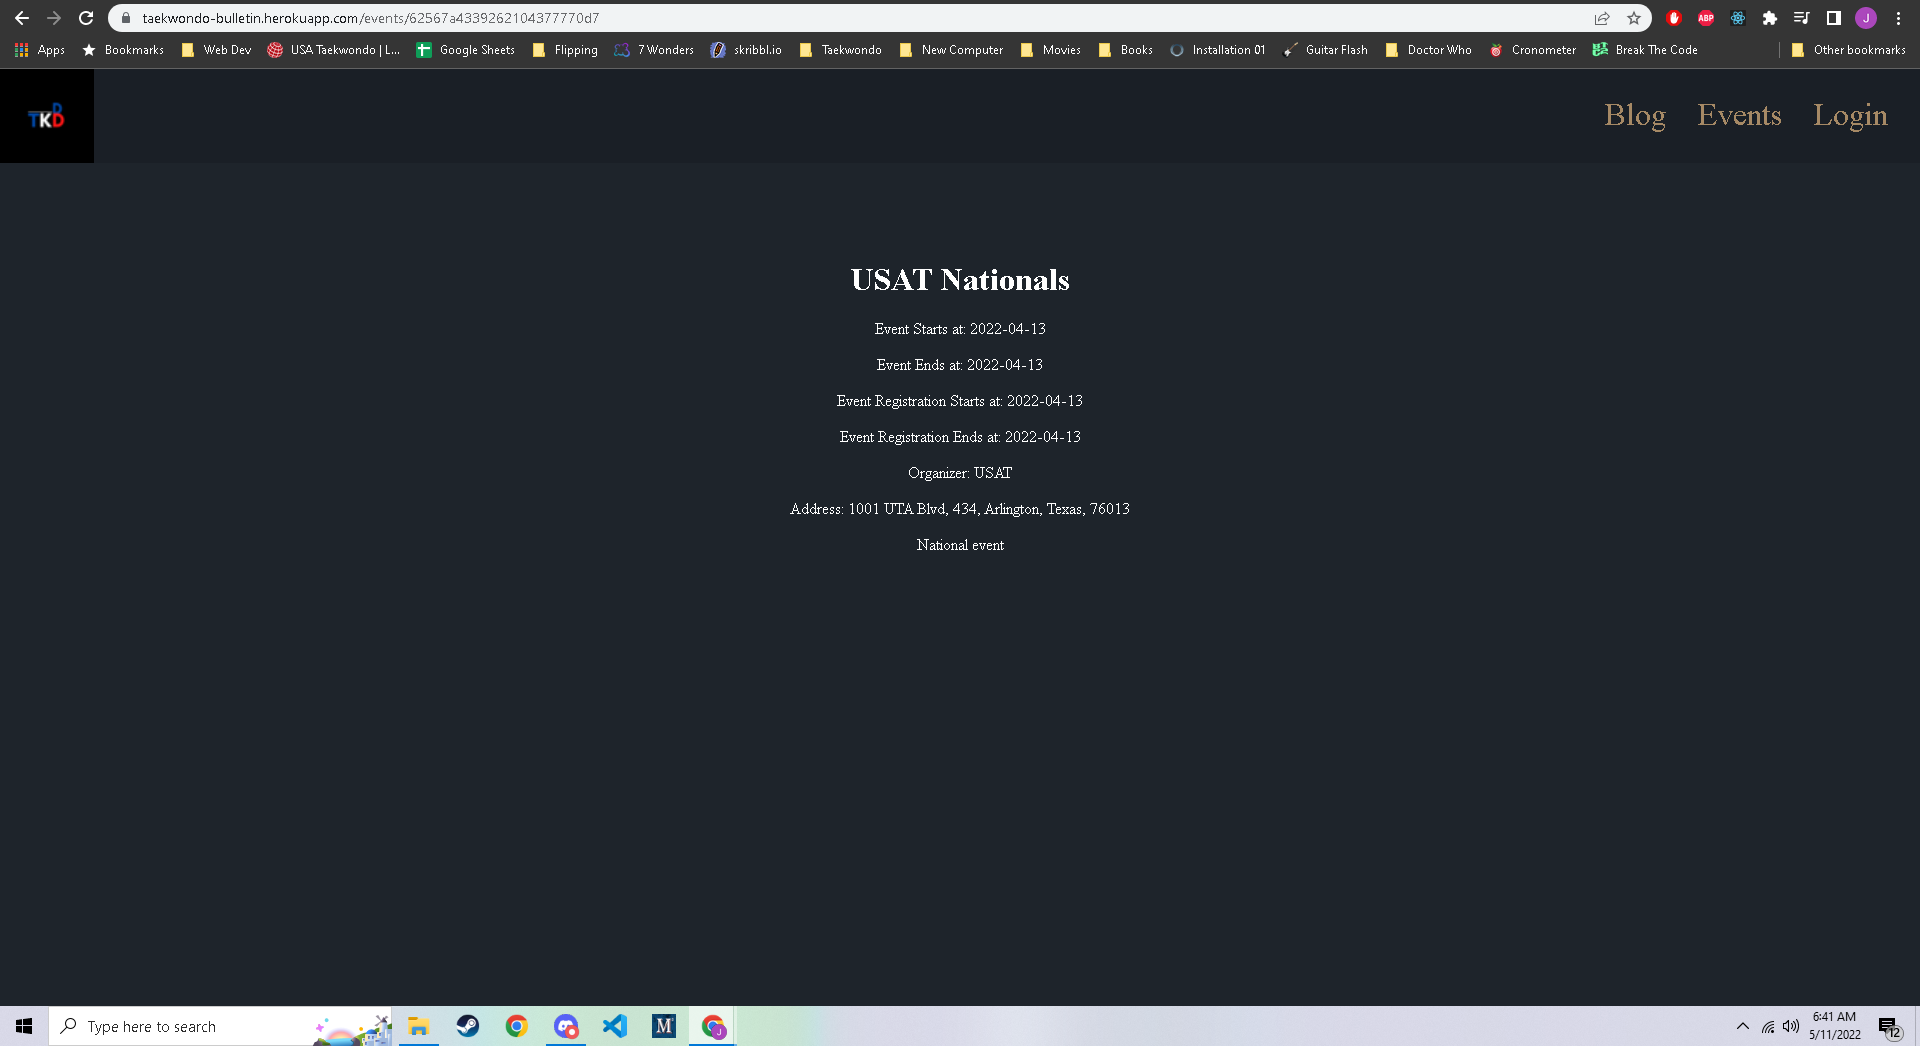 taekwondo-bulletin.herokuapp.com/events/62567a4339262104377770d7
ABP
J
Apps Bookmarks Web Dev USA Taekwondo | L... Google Sheets Flipping 7 Wonders skribbl.io Taekwondo New Computer Movies Books Installation 01 Guitar Flash Doctor Who Cronometer Break The Code Other bookmarks
TKD B
Blog Events Login
USAT Nationals
Event Starts at: 2022-04-13
Event Ends at: 2022-04-13
Event Registration Starts at: 2022-04-13
Event Registration Ends at: 2022-04-13
Organizer: USAT
Address: 1001 UTA Blvd, 434, Arlington, Texas, 76013
National event
Type here to search
M
J
6:41 AM
5/11/2022
12